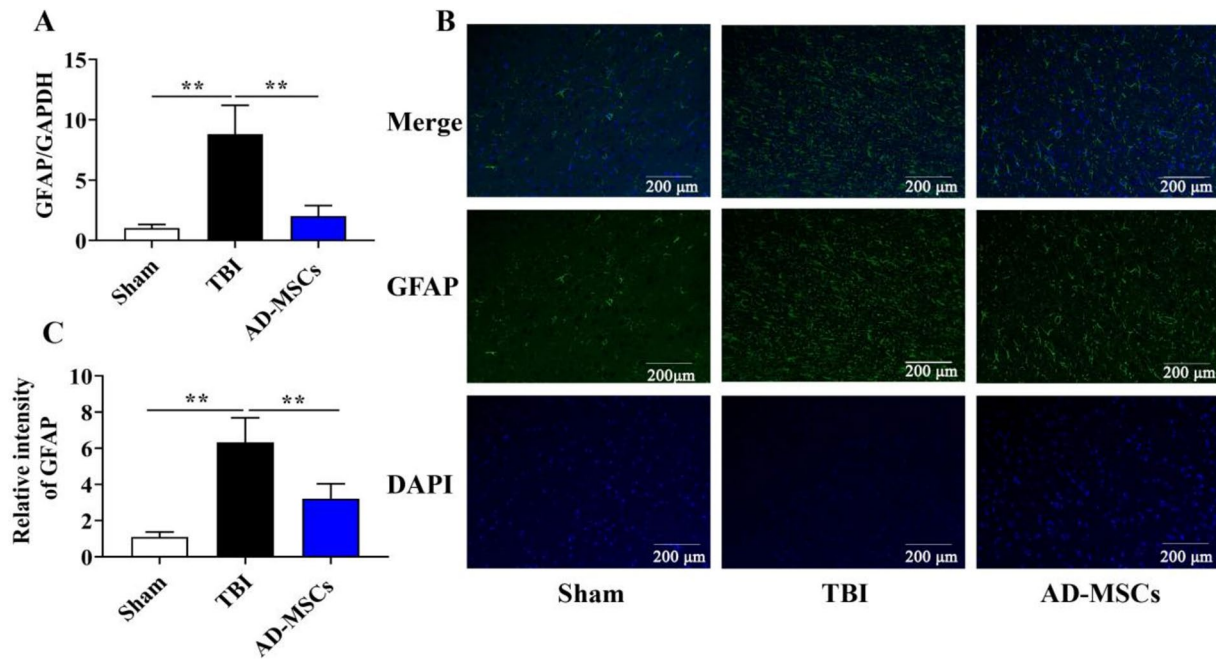 A
GFAP/GAPDH
15
10
5
0
**
**
Sham
TBI
AD-MSCs
C
Relative intensity
of GFAP
8
6
4
2
0
**
**
Sham
TBI
AD-MSCs
B
Merge
200 µm
200 µm
200 µm
GFAP
200µm
200 µm
200 µm
DAPI
200 µm
200 µm
200 µm
Sham
TBI
AD-MSCs